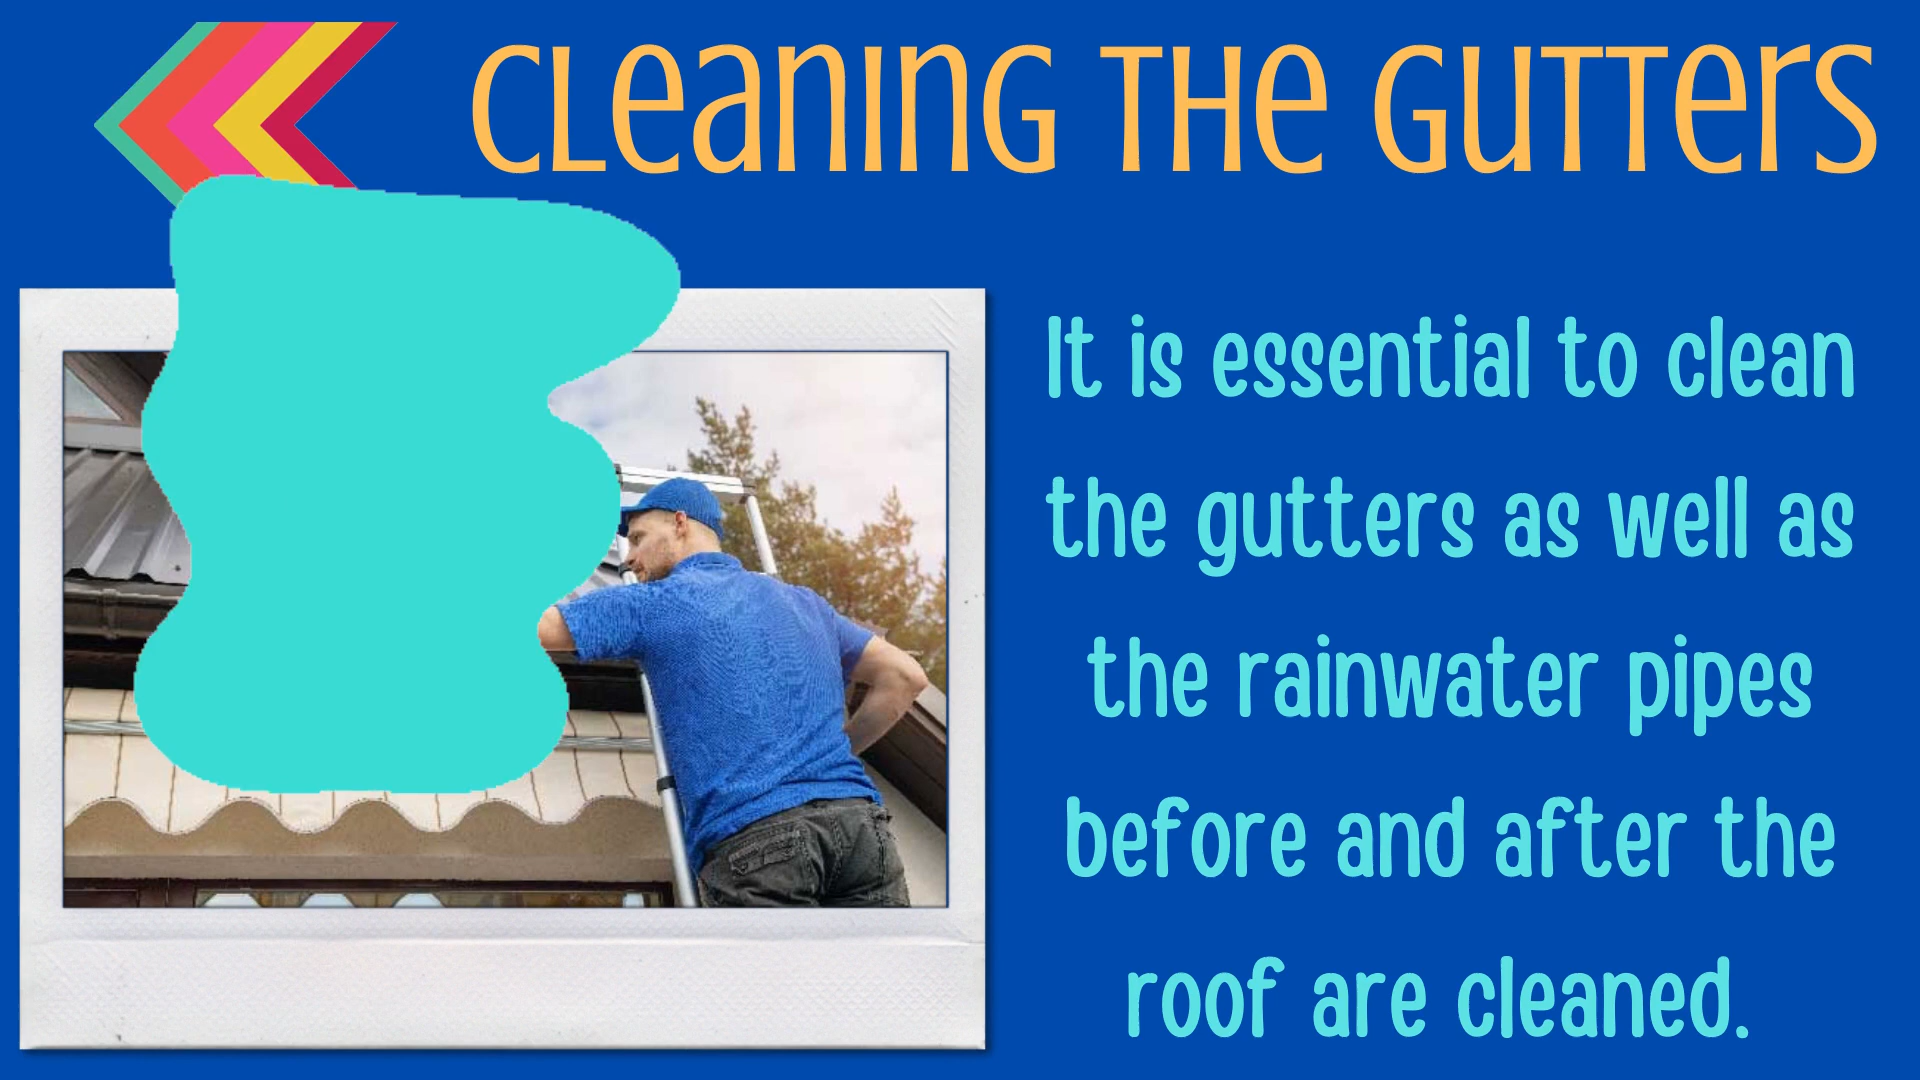 CLeaNING THe GuTTerS
It is essential to clean
the gutters as well as
the rainwater pipes
before and after the
roof are cleaned.